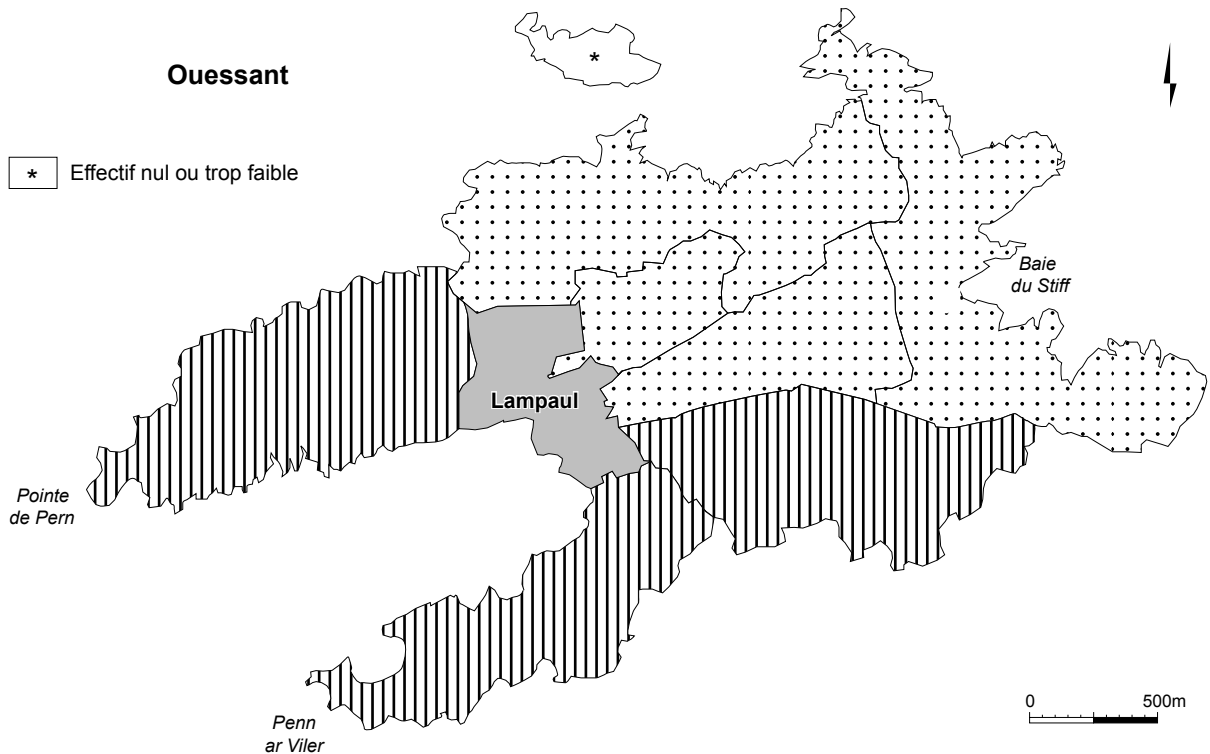 Ouessant
*
* Effectif nul ou trop faible
Baie
du Stiff
Lampaul
Pointe
de Pern
Penn
ar Viler
0 500m